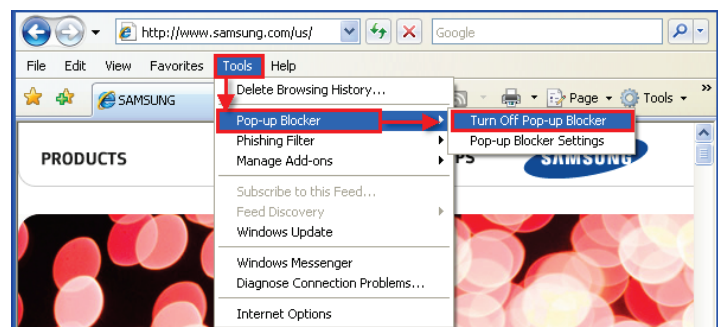 http://www.samsung.com/us/
Google
File Edit View Favorites Tools Help
SAMSUNG
Page
Tools
»
Delete Browsing History...
Pop-up Blocker
Turn Off Pop-up Blocker
Phishing Filter
Pop-up Blocker Settings
Manage Add-ons
PRODUCTS
PS
SAMSUNG
Subscribe to this Feed...
Feed Discovery
Windows Update
Windows Messenger
Diagnose Connection Problems...
Internet Options